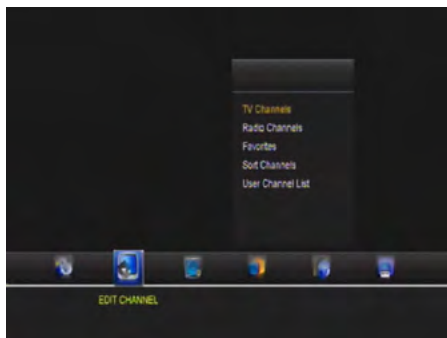 TV Channels
Radio Channels
Favorites
Sort Channels
User Channel List
EDIT CHANNEL